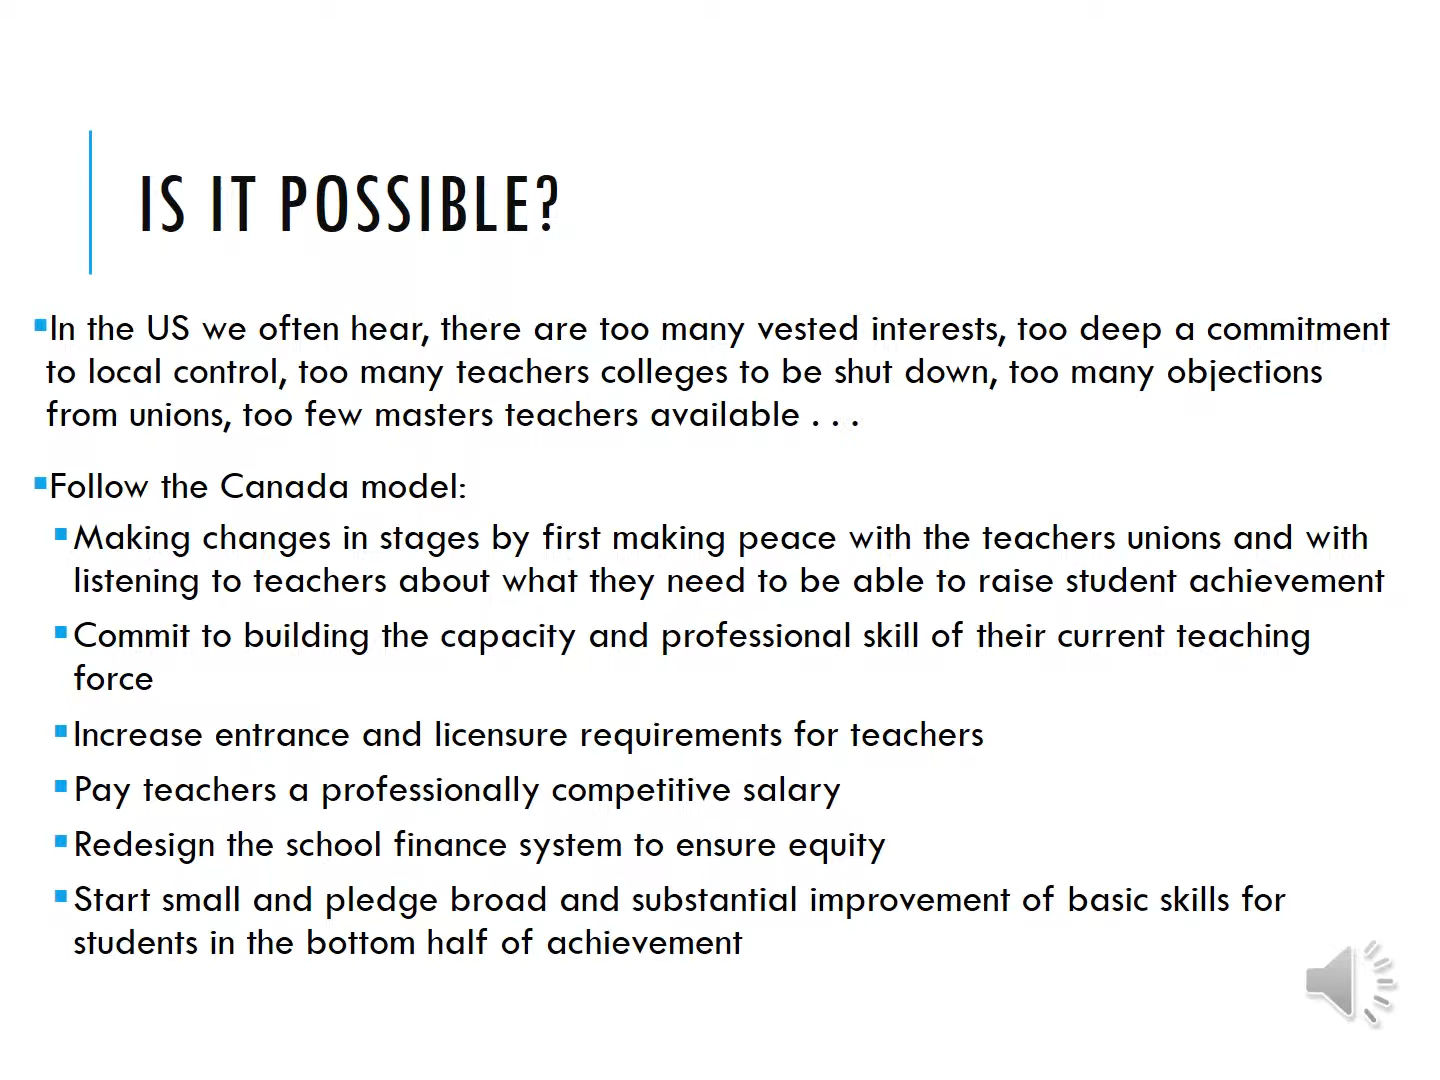 IS IT POSSIBLE?
In the US we often hear, there are too many vested interests, too deep a commitment
to local control, too many teachers colleges to be shut down, too many objections
from unions, too few masters teachers available . . .
Follow the Canada model:
Making changes in stages by first making peace with the teachers unions and with
listening to teachers about what they need to be able to raise student achievement
Commit to building the capacity and professional skill of their current teaching
force
Increase entrance and licensure requirements for teachers
Pay teachers a professionally competitive salary
Redesign the school finance system to ensure equity
Start small and pledge broad and substantial improvement of basic skills for
students in the bottom half of achievement